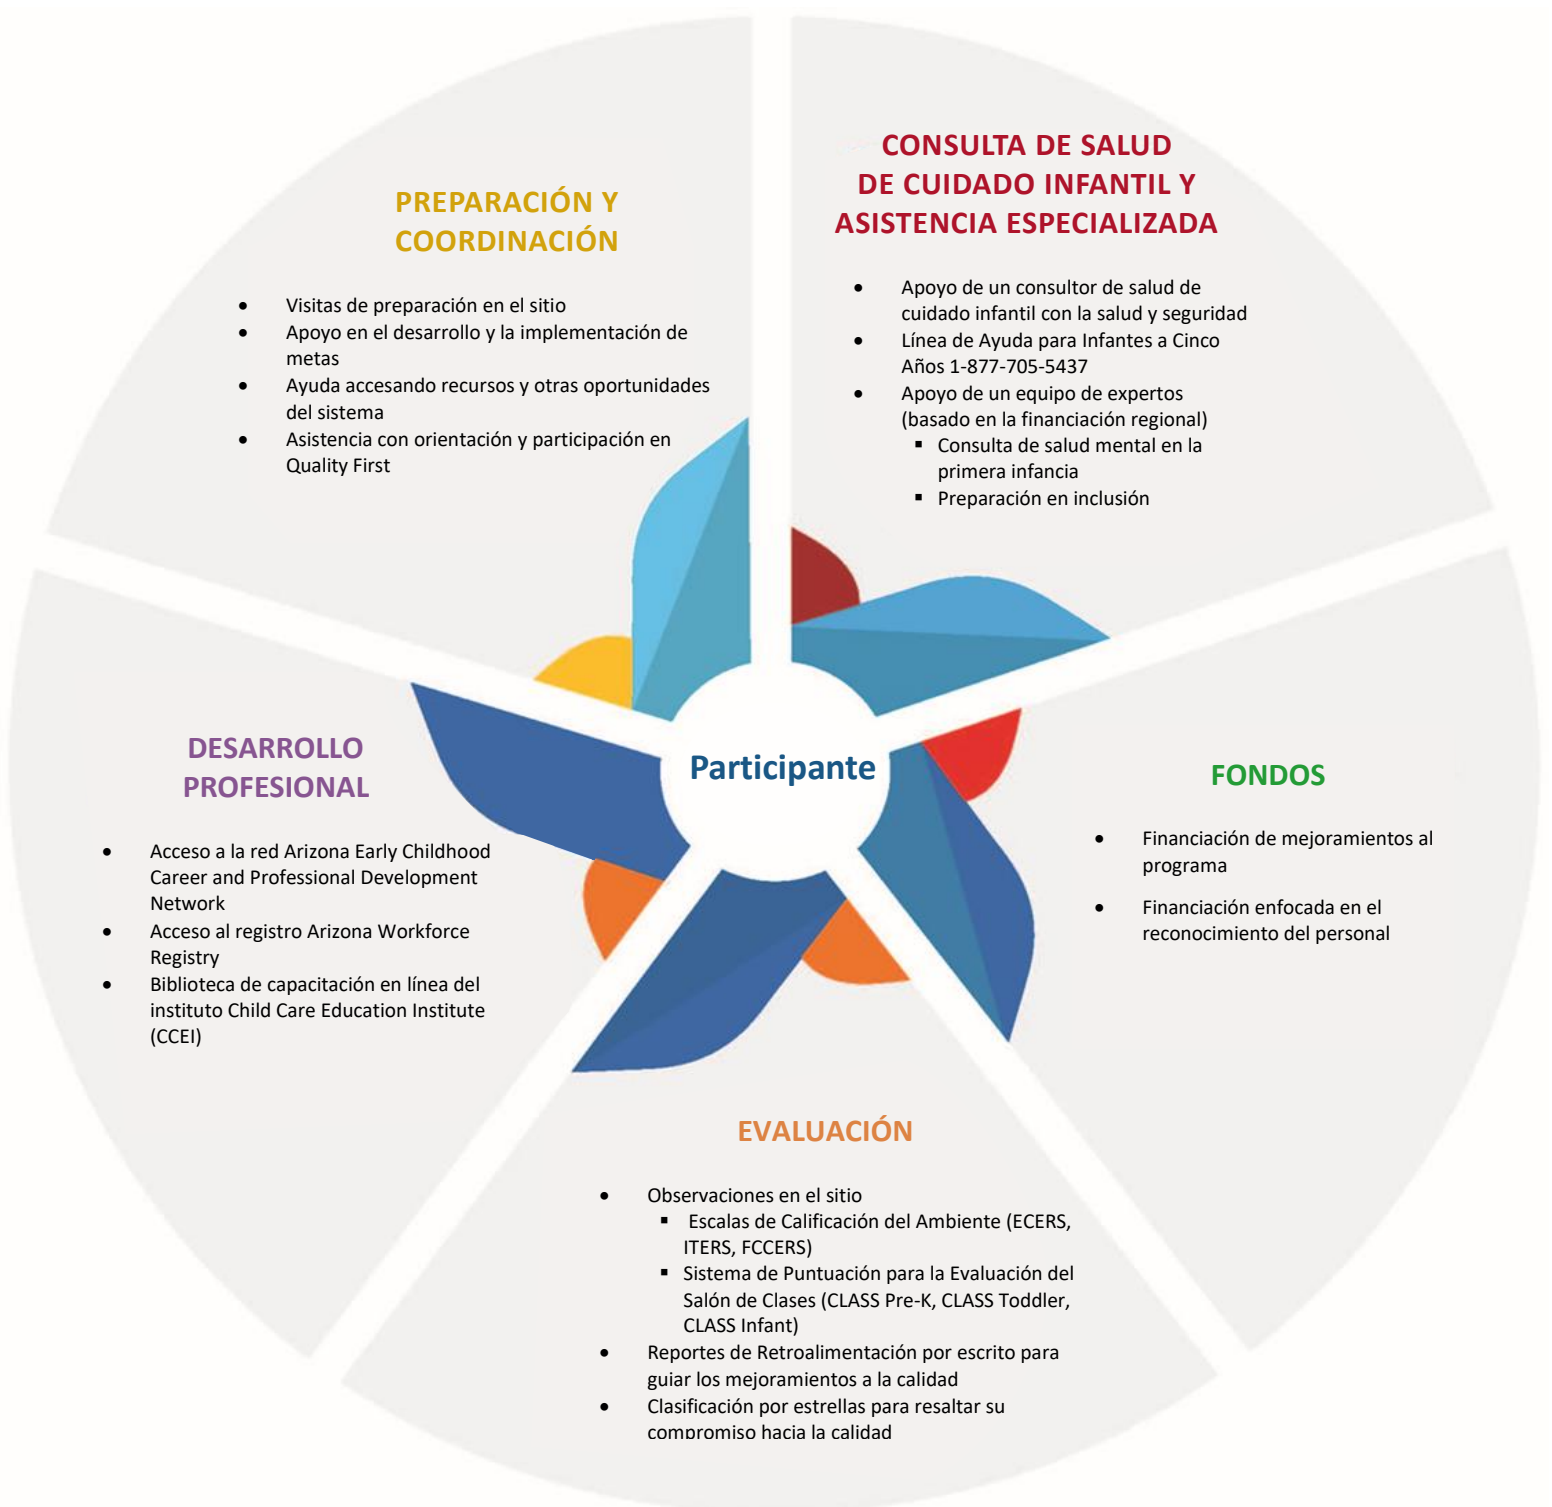 PREPARACIÓN Y
COORDINACIÓN
• Visitas de preparación en el sitio
• Apoyo en el desarrollo y la implementación de
metas
• Ayuda accesando recursos y otras oportunidades
del sistema
• Asistencia con orientación y participación en
Quality First
CONSULTA DE SALUD
DE CUIDADO INFANTIL Y
ASISTENCIA ESPECIALIZADA
• Apoyo de un consultor de salud de
cuidado infantil con la salud y seguridad
• Línea de Ayuda para Infantes a Cinco
Años 1-877-705-5437
• Apoyo de un equipo de expertos
(basado en la financiación regional)
▪ Consulta de salud mental en la
primera infancia
▪ Preparación en inclusión
DESARROLLO
PROFESIONAL
• Acceso a la red Arizona Early Childhood
Career and Professional Development
Network
• Acceso al registro Arizona Workforce
Registry
• Biblioteca de capacitación en línea del
instituto Child Care Education Institute
(CCEI)
Participante
FONDOS
• Financiación de mejoramientos al
programa
• Financiación enfocada en el
reconocimiento del personal
EVALUACIÓN
• Observaciones en el sitio
▪ Escalas de Calificación del Ambiente (ECERS,
ITERS, FCCERS)
▪ Sistema de Puntuación para la Evaluación del
Salón de Clases (CLASS Pre-K, CLASS Toddler,
CLASS Infant)
• Reportes de Retroalimentación por escrito para
guiar los mejoramientos a la calidad
• Clasificación por estrellas para resaltar su
compromiso hacia la calidad